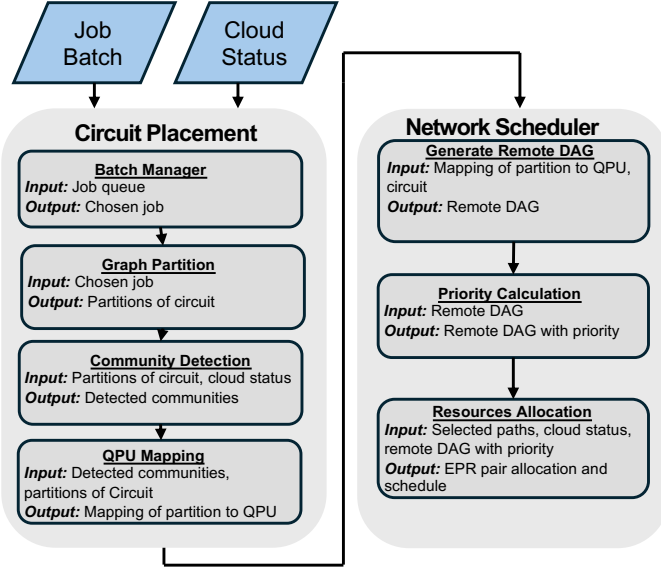 Job
Batch
Cloud
Status
Circuit Placement
Batch Manager
Input: Job queue
Output: Chosen job
Graph Partition
Input: Chosen job
Output: Partitions of circuit
Community Detection
Input: Partitions of circuit, cloud status
Output: Detected communities
QPU Mapping
Input: Detected communities,
partitions of Circuit
Output: Mapping of partition to QPU
Network Scheduler
Generate Remote DAG
Input: Mapping of partition to QPU,
circuit
Output: Remote DAG
Priority Calculation
Input: Remote DAG
Output: Remote DAG with priority
Resources Allocation
Input: Selected paths, cloud status,
remote DAG with priority
Output: EPR pair allocation and
schedule